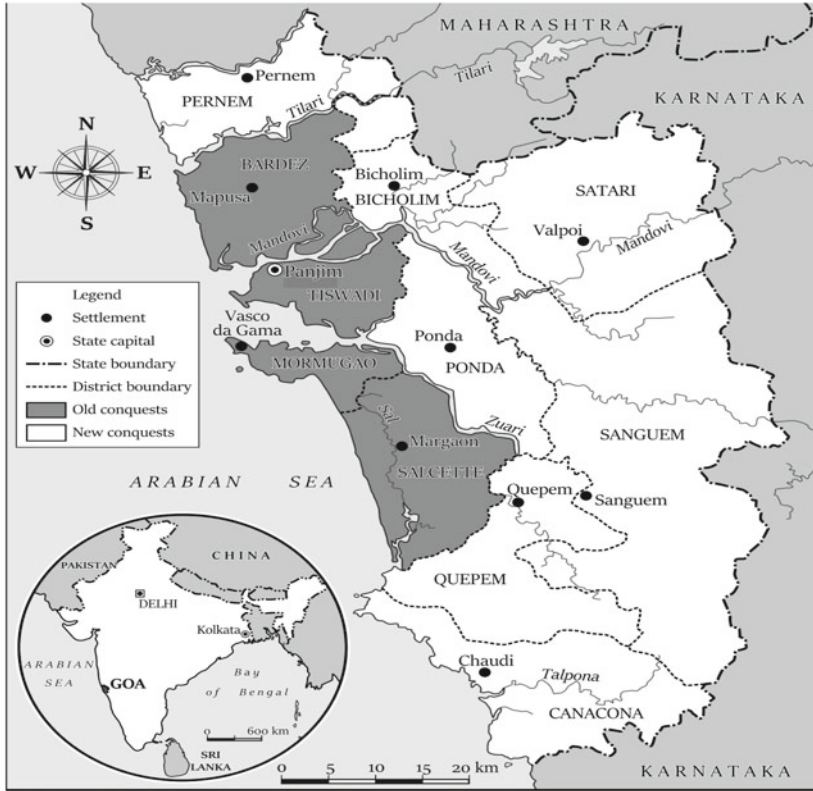 MAHARASHTRA
Tilari
KARNATAKA
Pernem
PERNEM
Tilari
N
W E
S
BARDEZ
Mapusa
Bicholim
BICHOLIM
SATARI
Valpoi
Mandovi
Mandovi
Mandovi
Panjim
TISWADI
Legend
Settlement
State capital
State boundary
District boundary
Old conquests
New conquests
Vasco
da Gama
MORMUGAO
Ponda
PONDA
Sal
Zuari
Margaon
SALCETTE
SANGUEM
ARABIAN SEA
Quepem
Sanguem
QUEPEM
Chaudi
Talpona
CANACONA
CHINA
PAKISTAN
DELHI
Kolkata
ARABIAN
SEA
GOA
Bay
of Bengal
0 600 km
SRI
LANKA
0 5 10 20 km
KARNATAKA